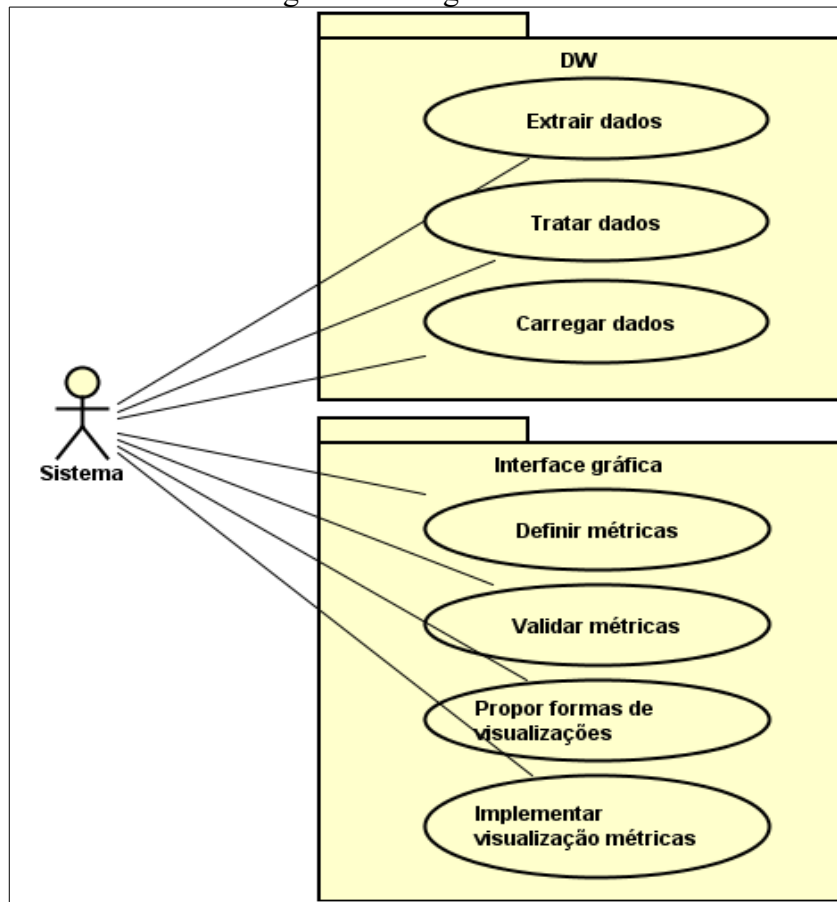 DW
Extrair dados
Tratar dados
Carregar dados
Sistema
Interface gráfica
Definir métricas
Validar métricas
Propor formas de
visualizações
Implementar
visualização métricas